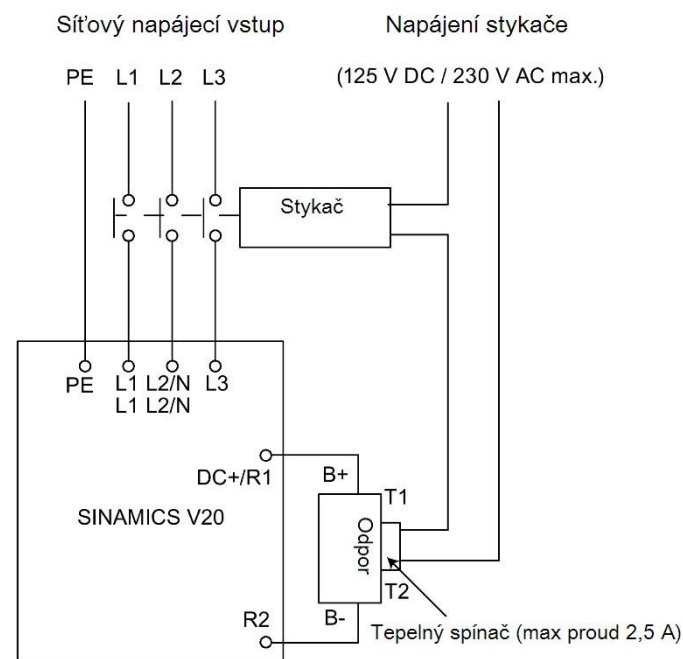 Síťový napájecí vstup
Napájení stykače
PE L1 L2 L3
(125 V DC / 230 V AC max.)
Stykač
PE L1 L2/N L3
L1 L2/N
DC+/R1
B+
T1
SINAMICS V20
Odpor
T2
R2
B-
Tepelný spínač (max proud 2,5 A)